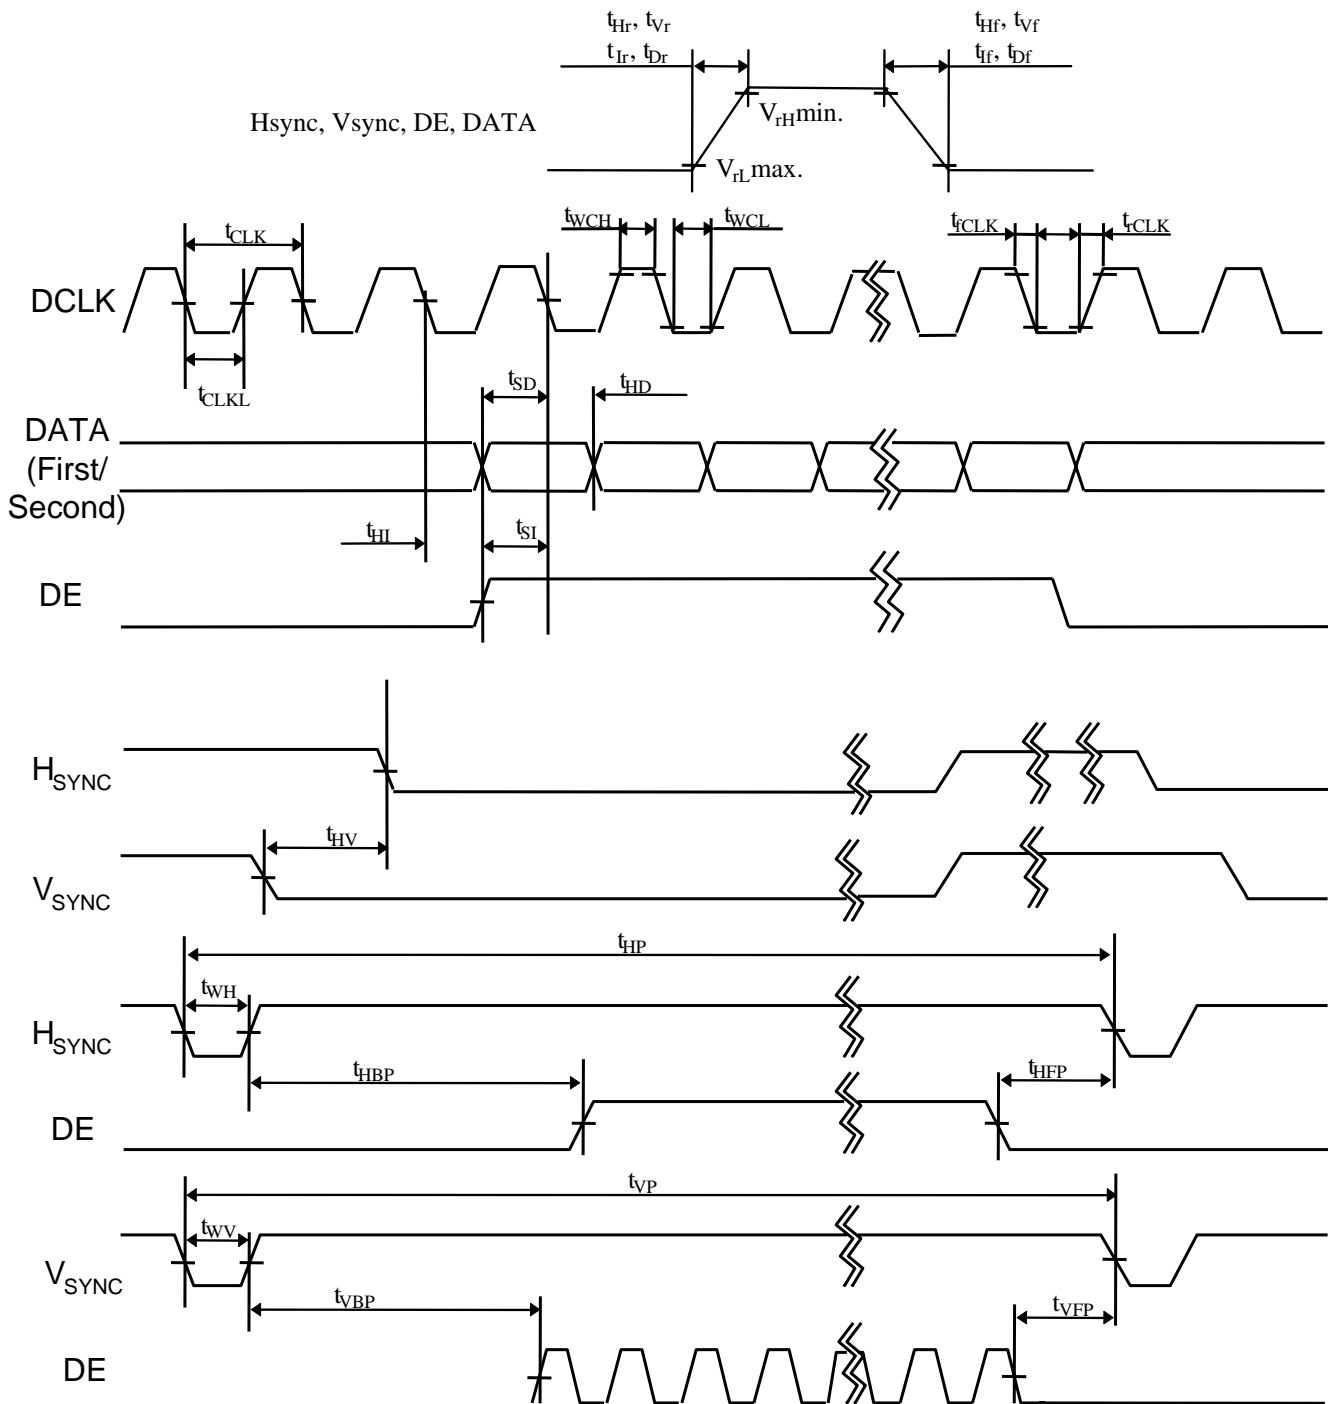 tHr, tVr
tIr, tDr
tHf, tVf
tIf, tDf
Hsync, Vsync, DE, DATA
VrHmin.
VrLmax.
tCLK
tWCH
tWCL
tfCLK
trCLK
DCLK
tCLKL
tSD
tHD
DATA
(First/
Second)
tHI
tSI
DE
HSYNC
tHV
VSYNC
tHP
tWH
HSYNC
tHBP
tHFP
DE
tVP
tWV
VSYNC
tVBP
tVFP
DE